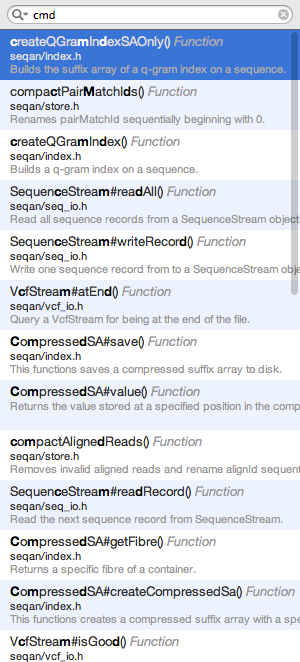 cmd
createQGramIndexSAOnly() Function
seqan/index.h
Builds the suffix array of a q-gram index on a sequence.
compactPairMatchIds() Function
seqan/store.h
Renames pairMatchId sequentially beginning with 0.
createQGramIndex() Function
seqan/index.h
Builds a q-gram index on a sequence.
SequenceStream#readAll() Function
seqan/seq_io.h
Read all sequence records from a SequenceStream object
SequenceStream#writeRecord() Function
seqan/seq_io.h
Write one sequence record from to a SequenceStream obje
VcfStream#atEnd() Function
seqan/vcf_io.h
Query a VcfStream for being at the end of the file.
CompressedSA#save() Function
seqan/index.h
This functions saves a compressed suffix array to disk.
CompressedSA#value() Function
Returns the value stored at a specified position in the comp
compactAlignedReads() Function
seqan/store.h
Removes invalid aligned reads and rename alignId sequent
SequenceStream#readRecord() Function
seqan/seq_io.h
Read the next sequence record from SequenceStream.
CompressedSA#getFibre() Function
seqan/index.h
Returns a specific fibre of a container.
CompressedSA#createCompressedSa() Function
seqan/index.h
This functions creates a compressed suffix array with a spe
VcfStream#isGood() Function
seqan/vcf_io.h